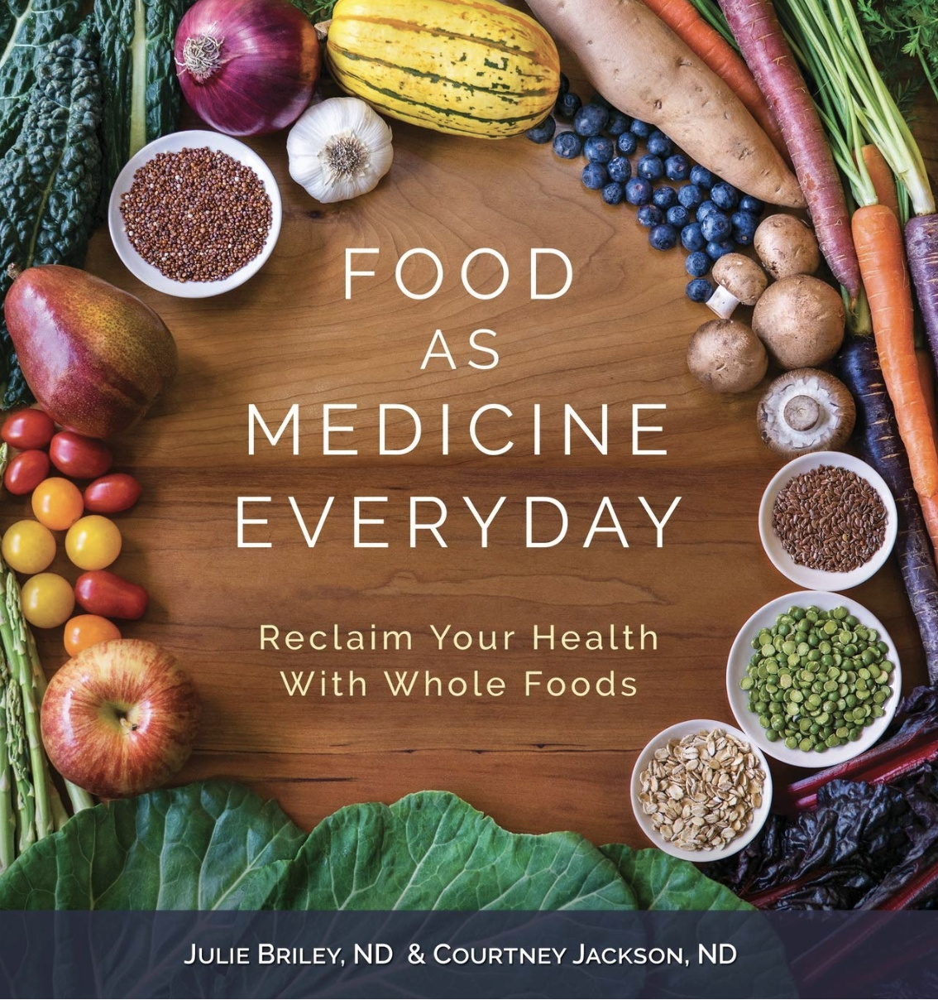 FOOD
AS
MEDICINE
EVERYDAY
Reclaim Your Health
With Whole Foods
JULIE BRILEY, ND & COURTNEY JACKSON, ND